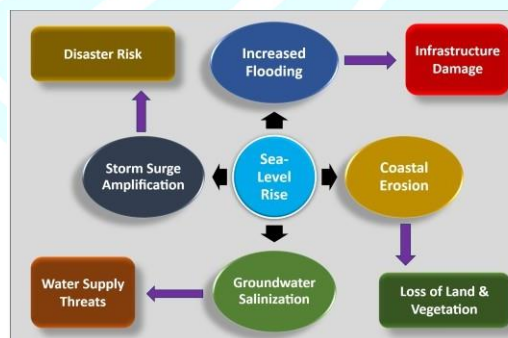 Disaster Risk
Increased
Flooding
Infrastructure
Damage
Storm Surge
Amplification
Sea-
Level
Rise
Coastal
Erosion
Water Supply
Threats
Groundwater
Salinization
Loss of Land &
Vegetation